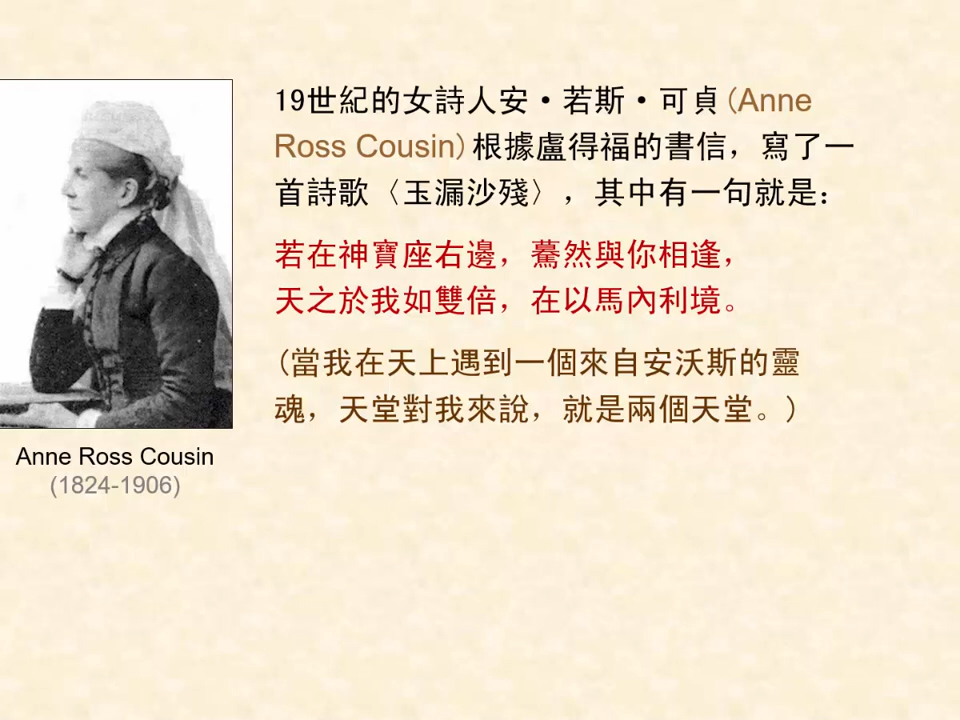 19世紀的女詩人安•若斯•可貞(Anne
Ross Cousin)根據盧得福的書信，寫了一
首詩歌〈玉漏沙殘〉，其中有一句就是：
若在神寶座右邊，驀然與你相逢，
天之於我如雙倍，在以馬內利境。
(當我在天上遇到一個來自安沃斯的靈
魂，天堂對我來說，就是兩個天堂。)
Anne Ross Cousin
(1824-1906)